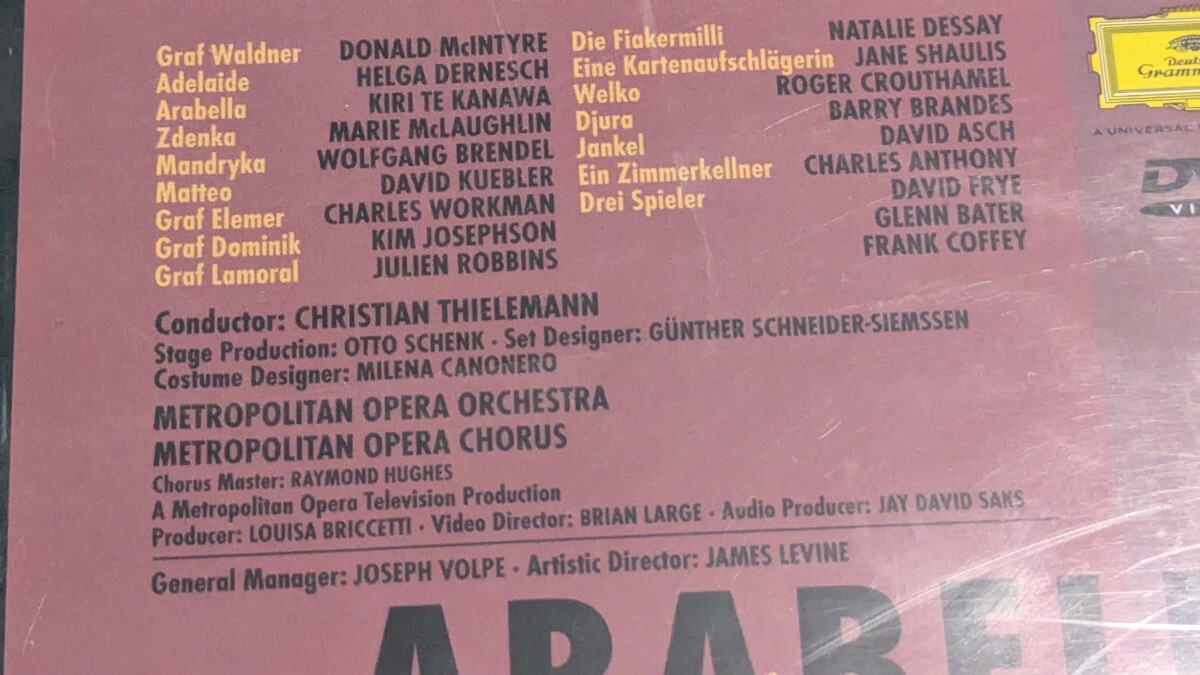 Graf Waldner DONALD McINTYRE
Adelaide HELGA DERNESCH
Arabella KIRI TE KANAWA
Zdenka MARIE McLAUGHLIN
Mandryka WOLFGANG BRENDEL
Matteo DAVID KUEBLER
Graf Elemer CHARLES WORKMAN
Graf Dominik KIM JOSEPHSON
Graf Lamoral JULIEN ROBBINS
Die Fiakermilli NATALIE DESSAY
Eine Kartenaufschlägerin JANE SHAULIS
Welko ROGER CROUTHAMEL
Djura BARRY BRANDES
Jankel DAVID ASCH
Ein Zimmerkellner CHARLES ANTHONY
Drei Spieler DAVID FRYE
GLENN BATER
FRANK COFFEY
Conductor: CHRISTIAN THIELEMANN
Stage Production: OTTO SCHENK · Set Designer: GÜNTHER SCHNEIDER-SIEMSSEN
Costume Designer: MILENA CANONERO
METROPOLITAN OPERA ORCHESTRA
METROPOLITAN OPERA CHORUS
Chorus Master: RAYMOND HUGHES
A Metropolitan Opera Television Production
Producer: LOUISA BRICCETTI · Video Director: BRIAN LARGE · Audio Producer: JAY DAVID SAKS
General Manager: JOSEPH VOLPE · Artistic Director: JAMES LEVINE
A UNIVERSAL